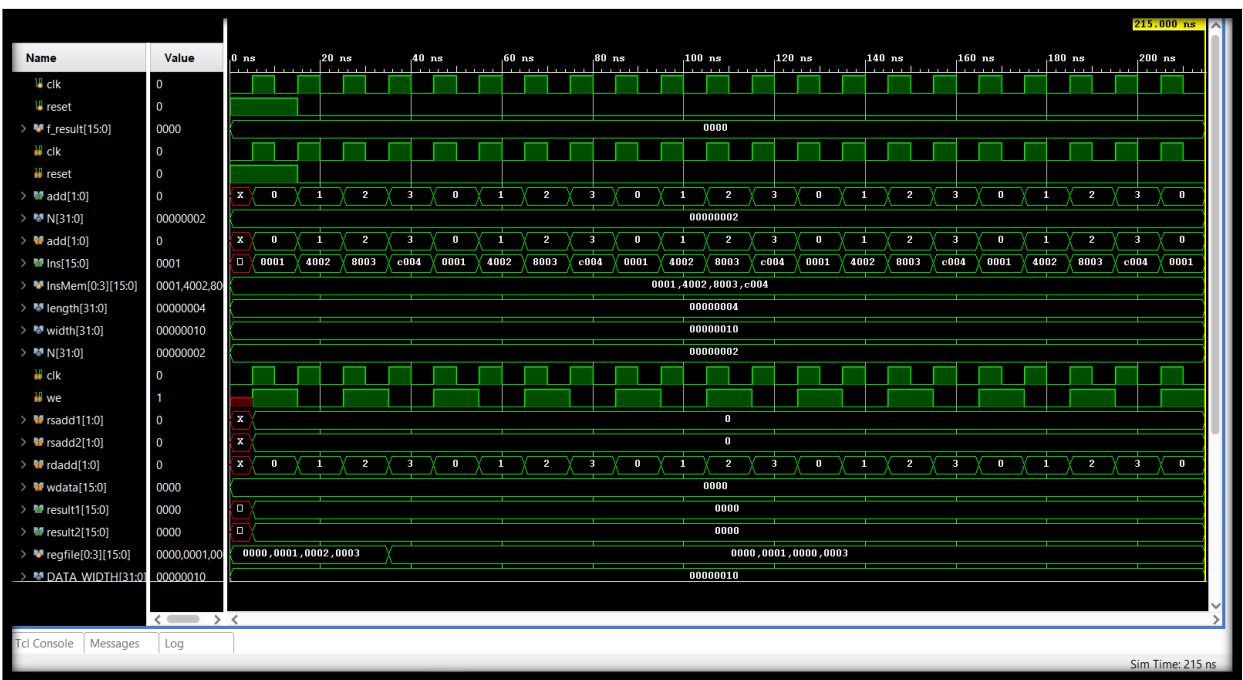 215.000 ns
Name Value 0 ns 20 ns 40 ns 60 ns 80 ns 100 ns 120 ns 140 ns 160 ns 180 ns 200 ns
clk 0
reset 0
f_result[15:0] 0000 0000
clk 0
reset 0
add[1:0] 0 X 0 1 2 3 0 1 2 3 0 1 2 3 0 1 2 3 0 1 2 3 0
N[31:0] 00000002 00000002
add[1:0] 0 X 0 1 2 3 0 1 2 3 0 1 2 3 0 1 2 3 0 1 2 3 0
Ins[15:0] 0001 0001 4002 8003 c004 0001 4002 8003 c004 0001 4002 8003 c004 0001 4002 8003 c004 0001 4002 8003 c004 0001
InsMem[0:3][15:0] 0001,4002,80 0001,4002,8003,c004
length[31:0] 00000004 00000004
width[31:0] 00000010 00000010
N[31:0] 00000002 00000002
clk 0
we 1
rsadd1[1:0] 0 X 0
rsadd2[1:0] 0 X 0
rdadd[1:0] 0 X 0 1 2 3 0 1 2 3 0 1 2 3 0 1 2 3 0 1 2 3 0
wdata[15:0] 0000 0000
result1[15:0] 0000 0000
result2[15:0] 0000 0000
regfile[0:3][15:0] 0000,0001,00 0000,0001,0002,0003 0000,0001,0000,0003
DATA_WIDTH[31:0] 00000010 00000010
Tcl Console Messages Log
Sim Time: 215 ns